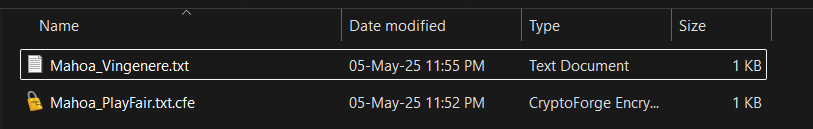 Name Date modified Type Size
Mahoa_Vingenere.txt 05-May-25 11:55 PM Text Document 1 KB
Mahoa_PlayFair.txt.cfe 05-May-25 11:52 PM CryptoForge Encry... 1 KB